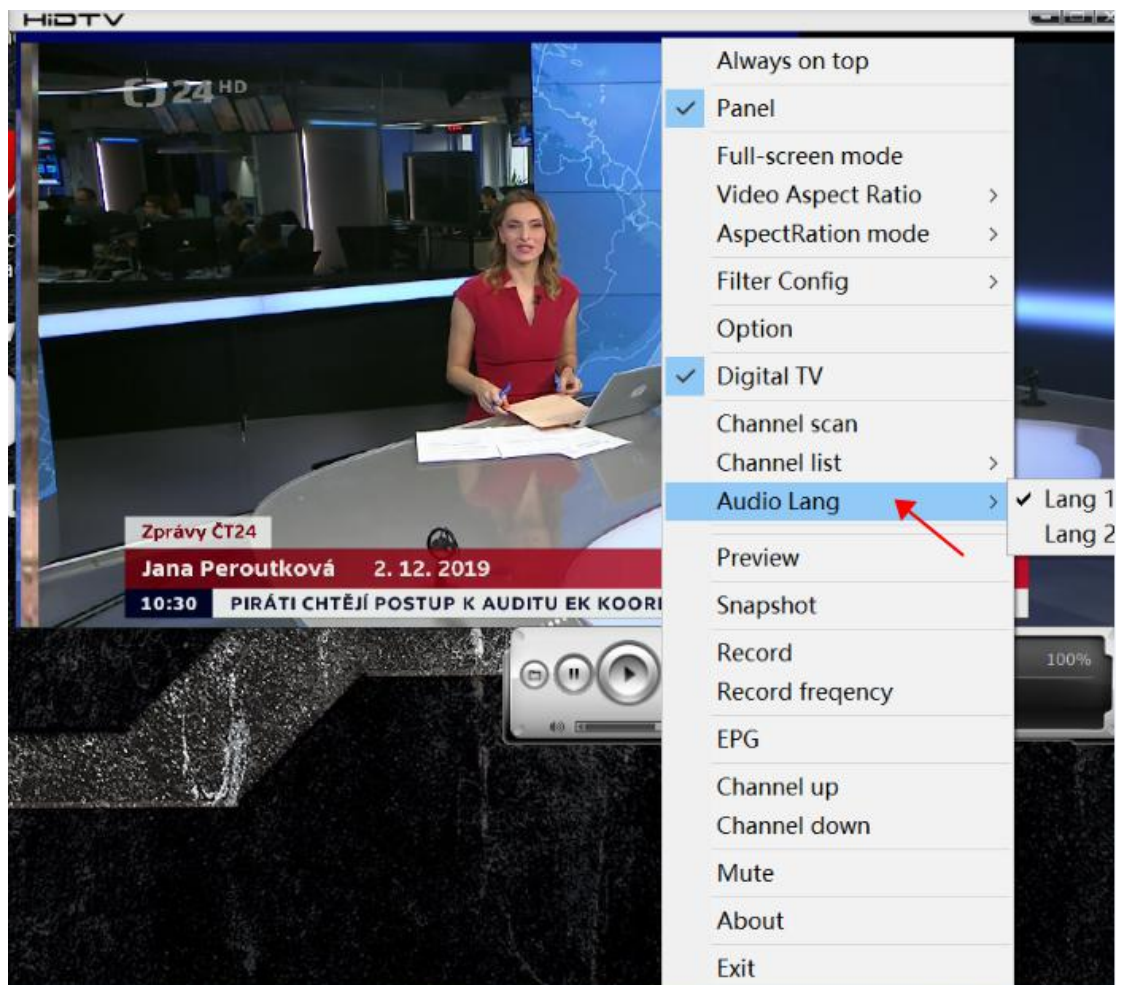 HiDTV
ČT24 HD
Always on top
Panel
Full-screen mode
Video Aspect Ratio
AspectRation mode
Filter Config
Option
Digital TV
Channel scan
Channel list
Audio Lang
Lang 1
Lang 2
Preview
Snapshot
Record
Record freqency
EPG
Channel up
Channel down
Mute
About
Exit
Zprávy ČT24
Jana Peroutková 2. 12. 2019
10:30 PIRÁTI CHTĚJÍ POSTUP K AUDITU EK
100%